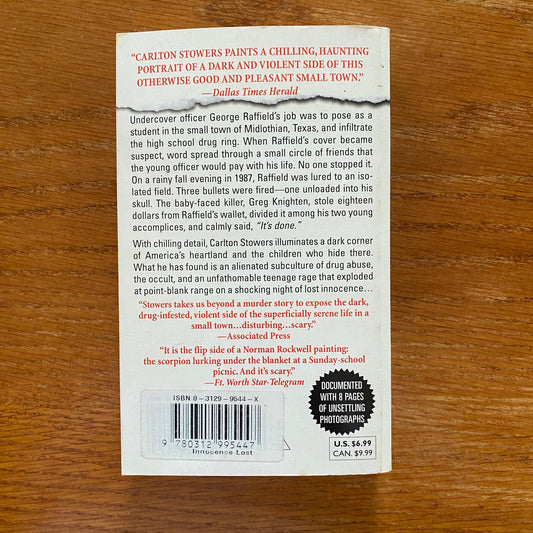 “CARLTON STOWERS PAINTS A CHILLING, HAUNTING
PORTRAIT OF A DARK AND VIOLENT SIDE OF THIS
OTHERWISE GOOD AND PLEASANT SMALL TOWN.”
—Dallas Times Herald
Undercover officer George Raffield’s job was to pose as a
student in the small town of Midlothian, Texas, and infiltrate
the high school drug ring. When Raffield’s cover became
suspect, word spread through a small circle of friends that
the young officer would pay with his life. No one stopped it.
On a rainy fall evening in 1987, Raffield was lured to an iso-
lated field. Three bullets were fired—one unloaded into his
skull. The baby-faced killer, Greg Knighten, stole eighteen
dollars from Raffield’s wallet, divided it among his two young
accomplices, and calmly said, “It’s done.”
With chilling detail, Carlton Stowers illuminates a dark corner
of America’s heartland and the children who hide there.
What he has found is an alienated subculture of drug abuse,
the occult, and an unfathomable teenage rage that exploded
at point-blank range on a shocking night of lost innocence…
“Stowers takes us beyond a murder story to expose the dark,
drug-infested, violent side of the superficially serene life in a
small town…disturbing…scary.”
—Associated Press
“It is the flip side of a Norman Rockwell painting:
the scorpion lurking under the blanket at a Sunday-school
picnic. And it’s scary.”
—Ft. Worth Star-Telegram
DOCUMENTED
WITH 8 PAGES
OF UNSETTLING
PHOTOGRAPHS
ISBN 0-3129-9544-X
9 780312 995447
Innocence Lost
U.S. $6.99
CAN. $9.99